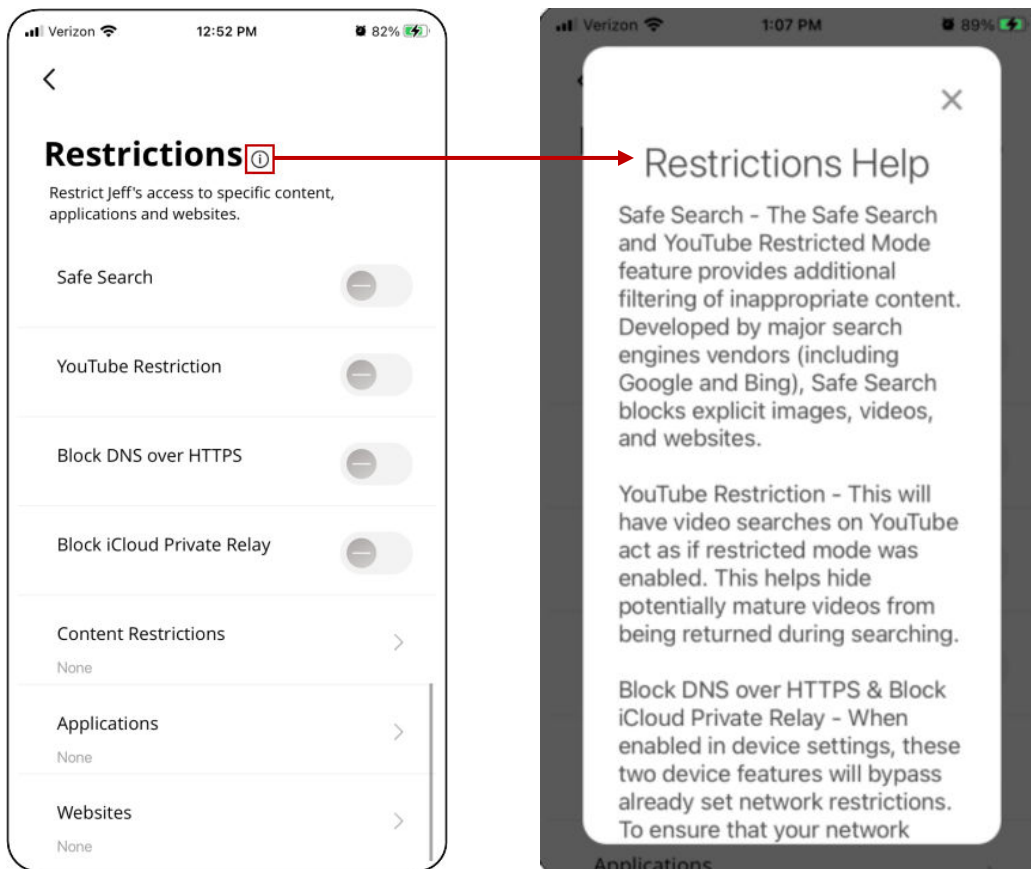 Verizon 12:52 PM 82%
Restrictions
Restrict Jeff's access to specific content,
applications and websites.
Safe Search
YouTube Restriction
Block DNS over HTTPS
Block iCloud Private Relay
Content Restrictions
None
Applications
None
Websites
None
Verizon 1:07 PM 89%
Restrictions Help
Safe Search - The Safe Search
and YouTube Restricted Mode
feature provides additional
filtering of inappropriate content.
Developed by major search
engines vendors (including
Google and Bing), Safe Search
blocks explicit images, videos,
and websites.
YouTube Restriction - This will
have video searches on YouTube
act as if restricted mode was
enabled. This helps hide
potentially mature videos from
being returned during searching.
Block DNS over HTTPS & Block
iCloud Private Relay - When
enabled in device settings, these
two device features will bypass
already set network restrictions.
To ensure that your network
Applications